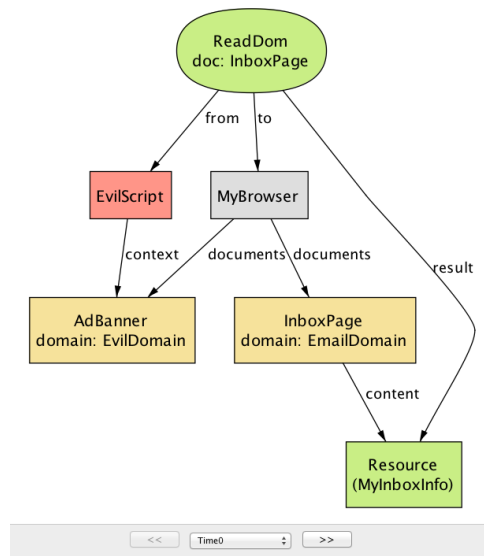 ReadDom
doc: InboxPage
from
to
EvilScript
MyBrowser
context
documents
documents
result
AdBanner
domain: EvilDomain
InboxPage
domain: EmailDomain
content
Resource
(MyInboxInfo)
<<
Time0
>>